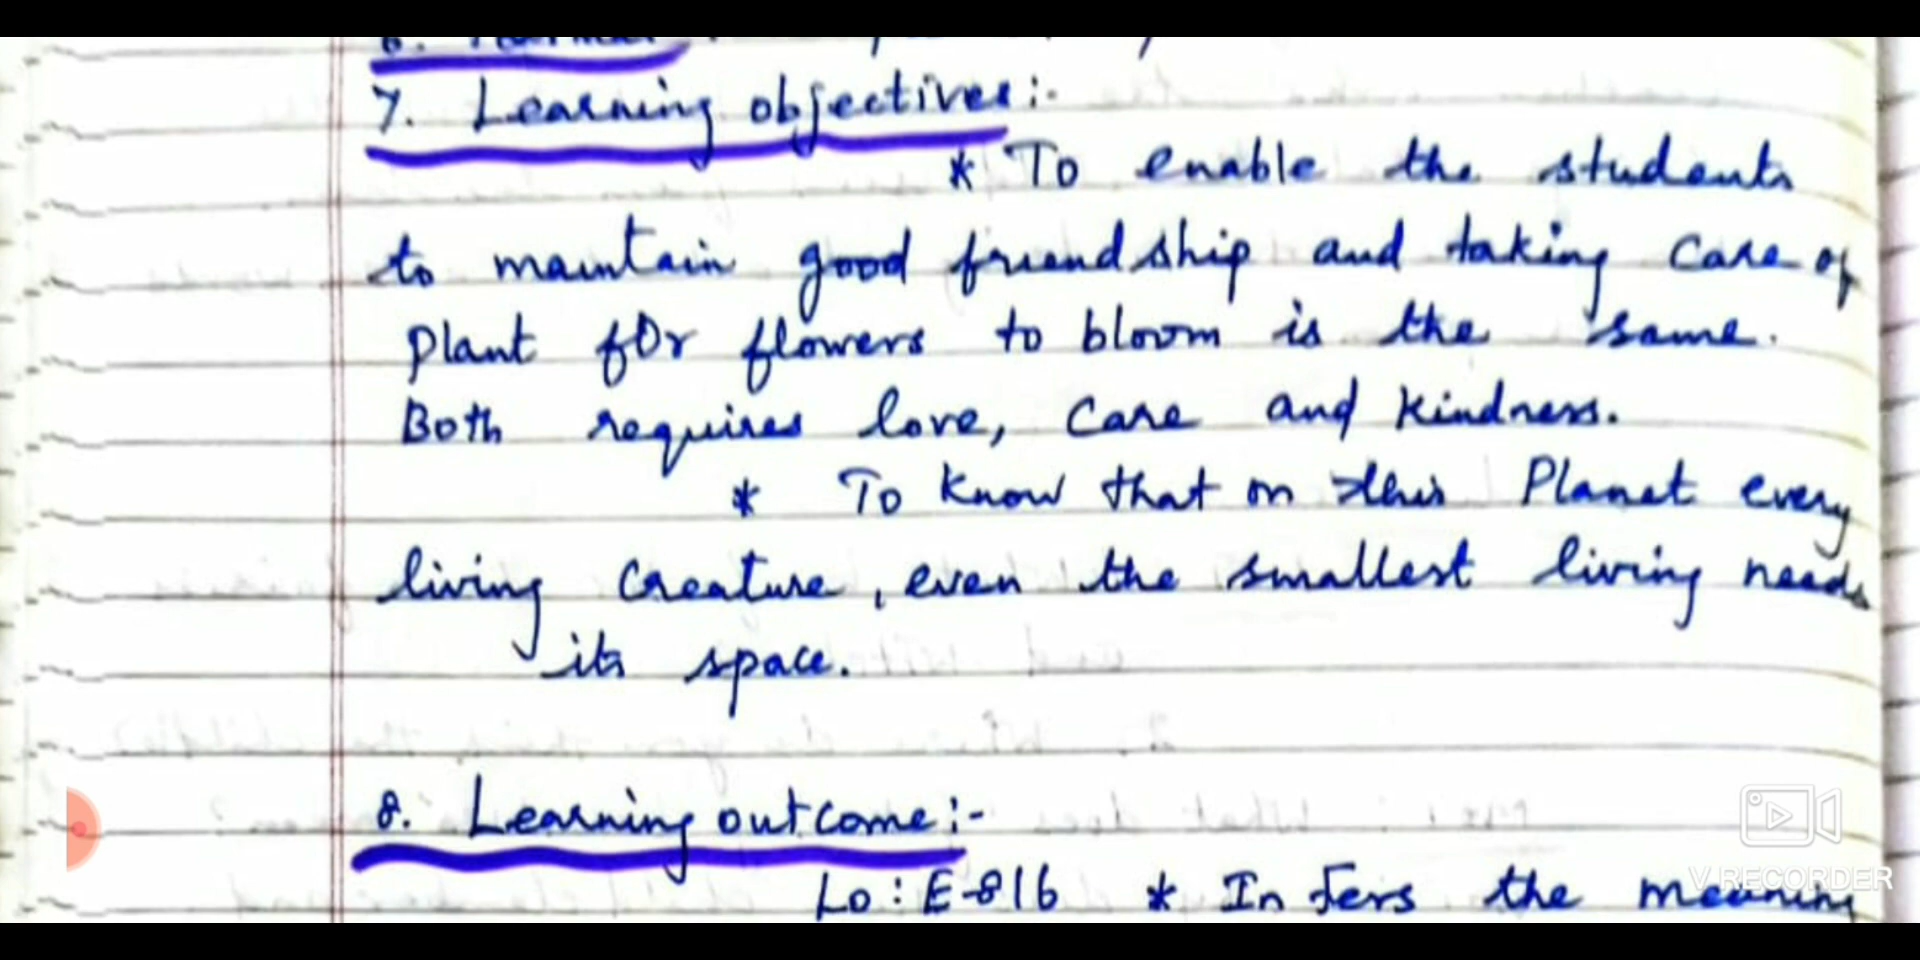 7. Learning objectives:-
* To enable the students
to maintain good friendship and taking care of
plant for flowers to bloom is the same.
Both requires love, care and kindness.
* To know that on this Planet every
living creature, even the smallest living needs
its space.
8. Learning outcome:-
Lo: E-816 * Infers the meaning
V RECORDER